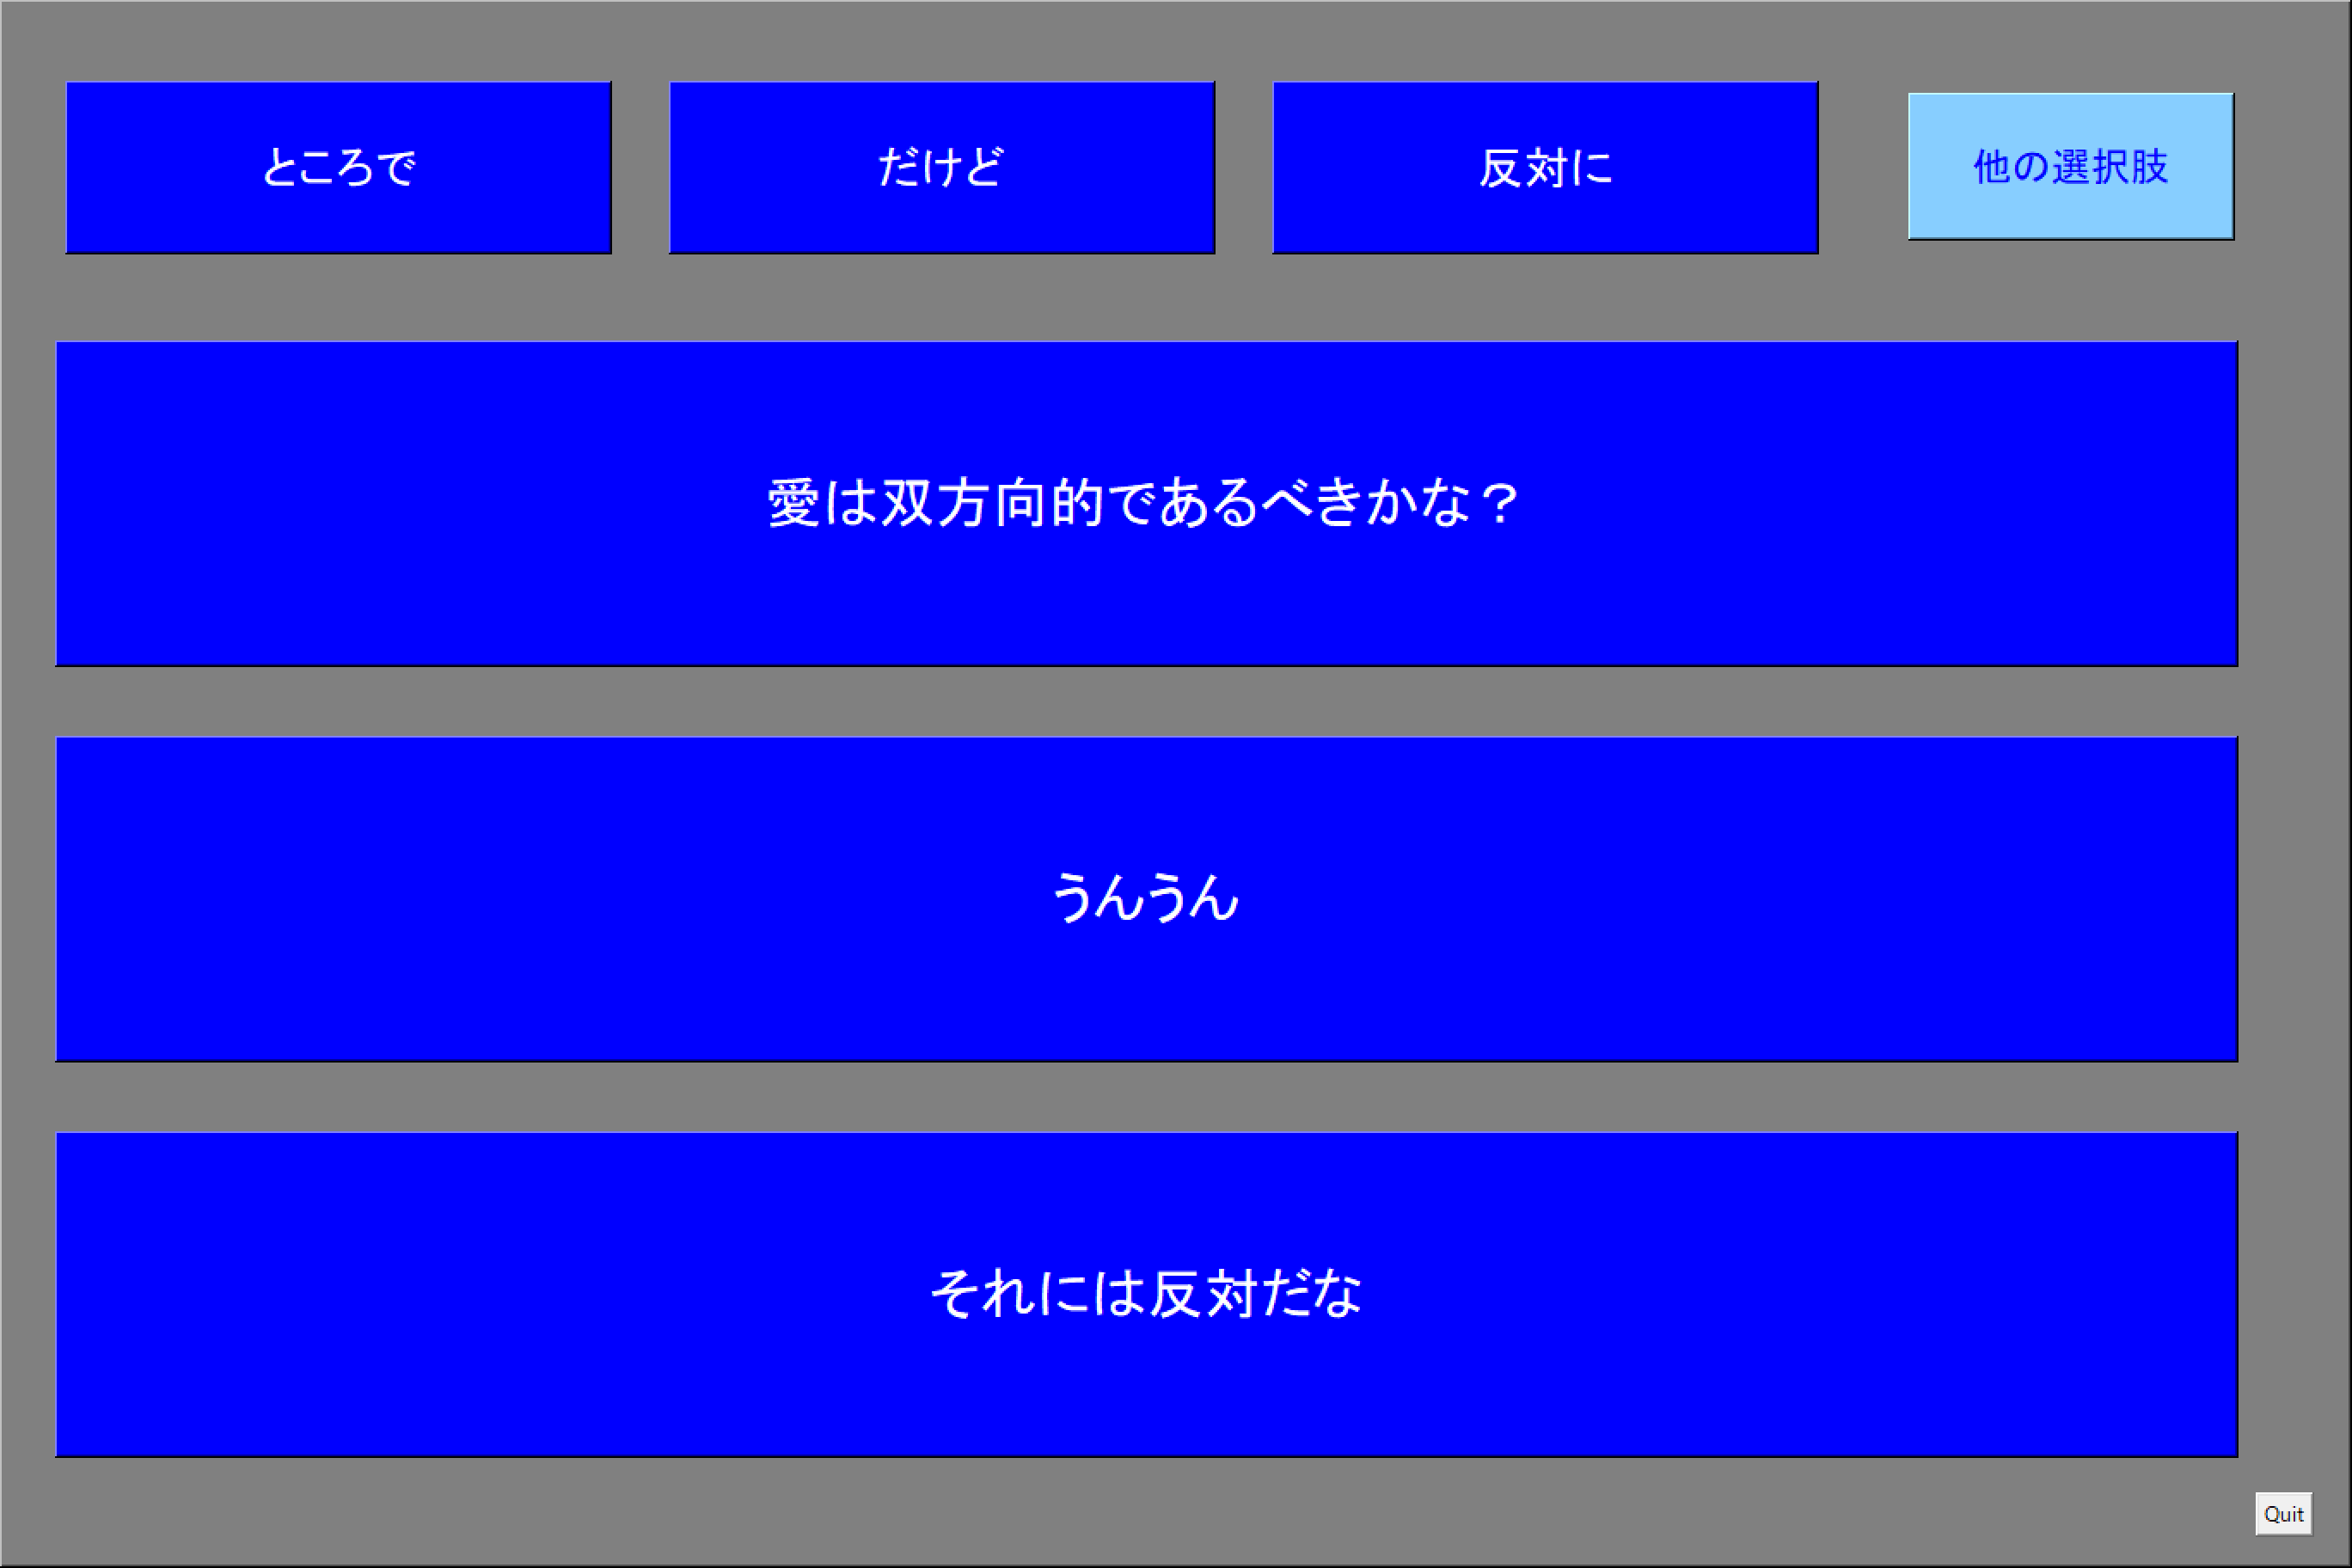 ところで
だけど
反対に
他の選択肢
愛は双方向的であるべきかな？
うんうん
それには反対だな
Quit